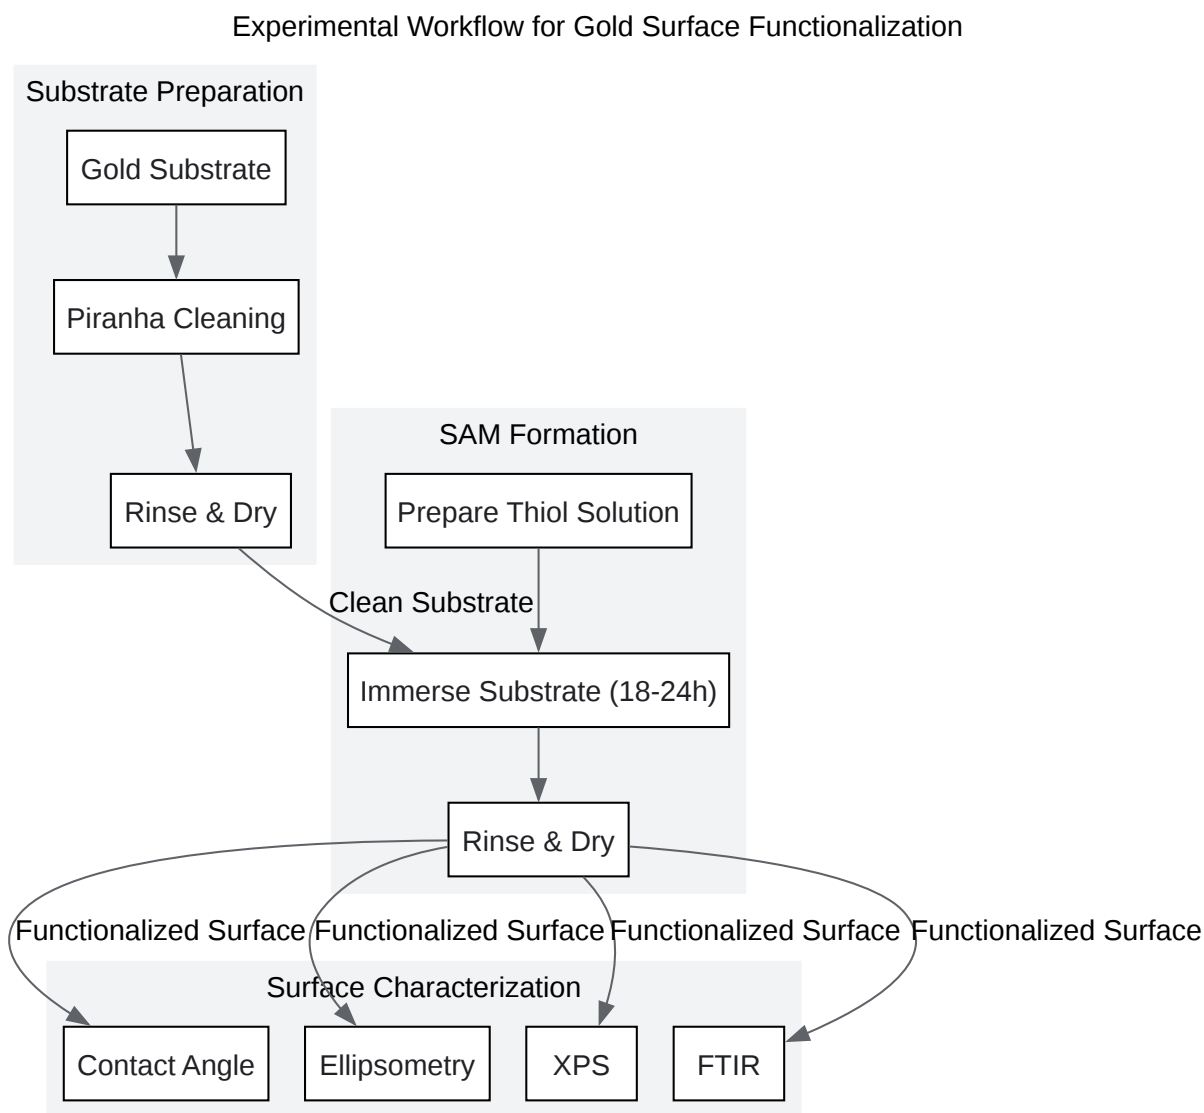 Experimental Workflow for Gold Surface Functionalization
Substrate Preparation
Gold Substrate
Piranha Cleaning
Rinse & Dry
SAM Formation
Prepare Thiol Solution
Clean Substrate
Immerse Substrate (18-24h)
Rinse & Dry
Functionalized Surface
Functionalized Surface
Functionalized Surface
Functionalized Surface
Surface Characterization
Contact Angle
Ellipsometry
XPS
FTIR